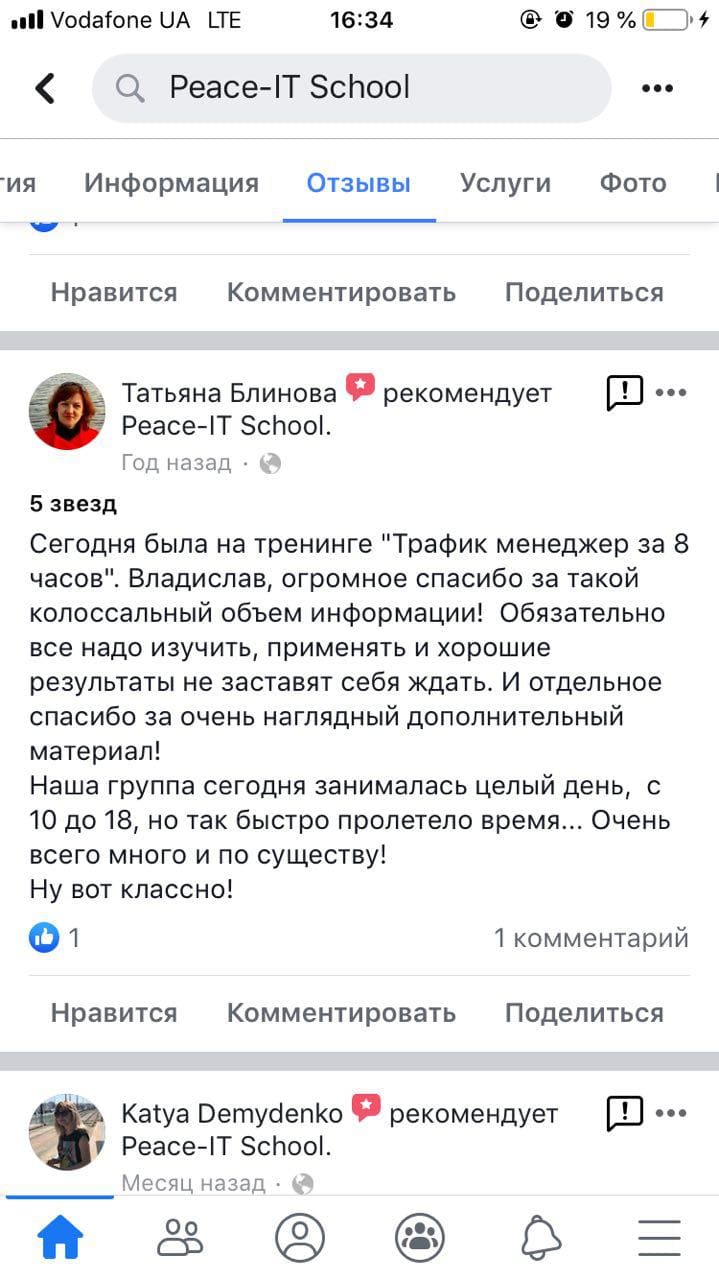 Vodafone UA LTE 16:34 19 %
Peace-IT School
тия Информация Отзывы Услуги Фото
Нравится Комментировать Поделиться
Татьяна Блинова рекомендует
Peace-IT School.
Год назад ·
5 звезд
Сегодня была на тренинге "Трафик менеджер за 8
часов". Владислав, огромное спасибо за такой
колоссальный объем информации! Обязательно
все надо изучить, применять и хорошие
результаты не заставят себя ждать. И отдельное
спасибо за очень наглядный дополнительный
материал!
Наша группа сегодня занималась целый день, с
10 до 18, но так быстро пролетело время... Очень
всего много и по существу!
Ну вот классно!
1 1 комментарий
Нравится Комментировать Поделиться
Katya Demydenko рекомендует
Peace-IT School.
Месяц назад ·